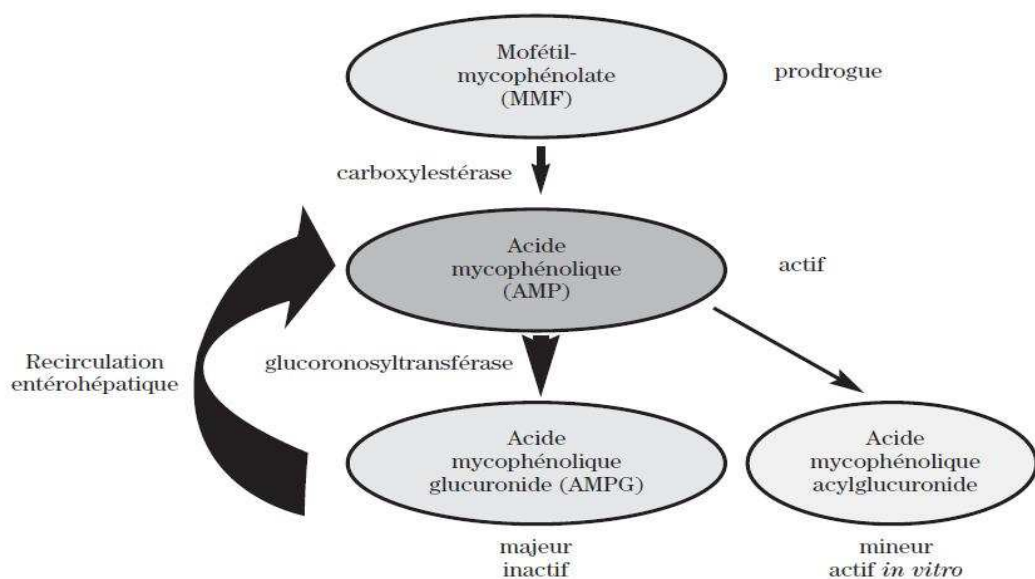 Mofétil-
mycophénolate
(MMF)
prodrogue
carboxylestérase
Acide
mycophénolique
(AMP)
actif
Recirculation
entérohépatique
glucoronosyltransférase
Acide
mycophénolique
glucuronide (AMPG)
Acide
mycophénolique
acylglucuronide
majeur
inactif
mineur
actif in vitro